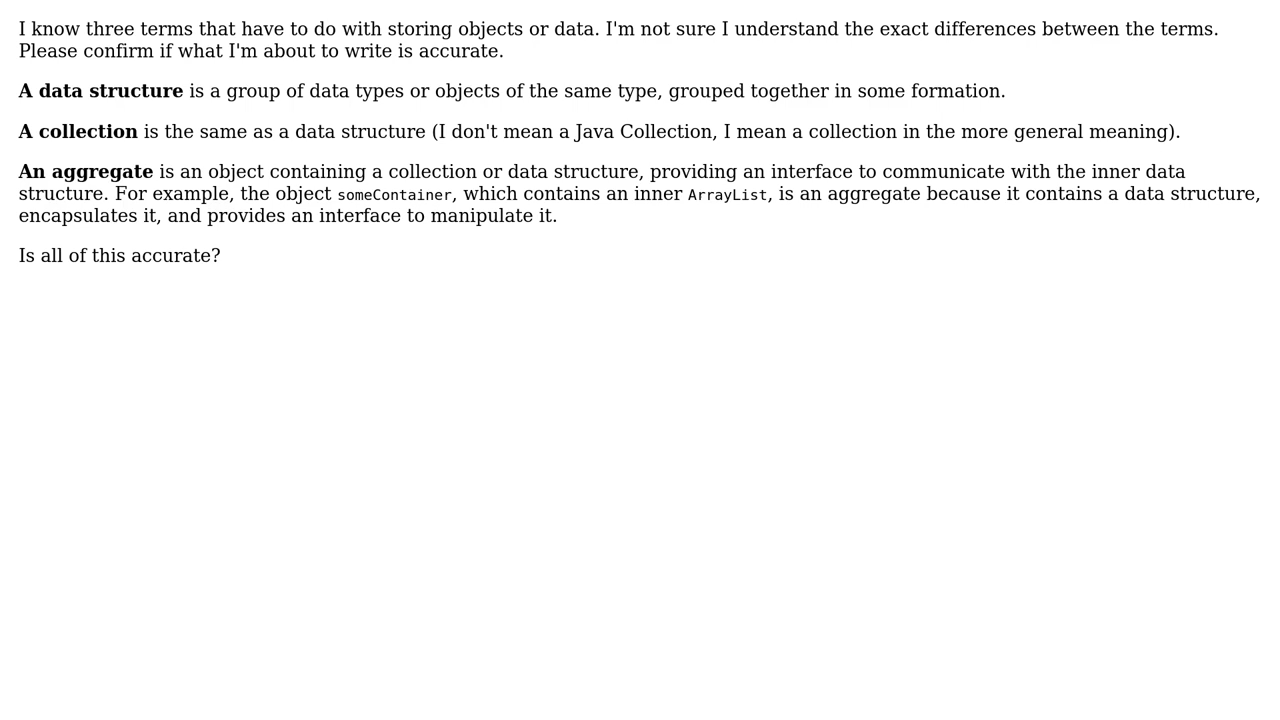 I know three terms that have to do with storing objects or data. I'm not sure I understand the exact differences between the terms.
Please confirm if what I'm about to write is accurate.
A data structure is a group of data types or objects of the same type, grouped together in some formation.
A collection is the same as a data structure (I don't mean a Java Collection, I mean a collection in the more general meaning).
An aggregate is an object containing a collection or data structure, providing an interface to communicate with the inner data
structure. For example, the object someContainer, which contains an inner ArrayList, is an aggregate because it contains a data structure,
encapsulates it, and provides an interface to manipulate it.
Is all of this accurate?